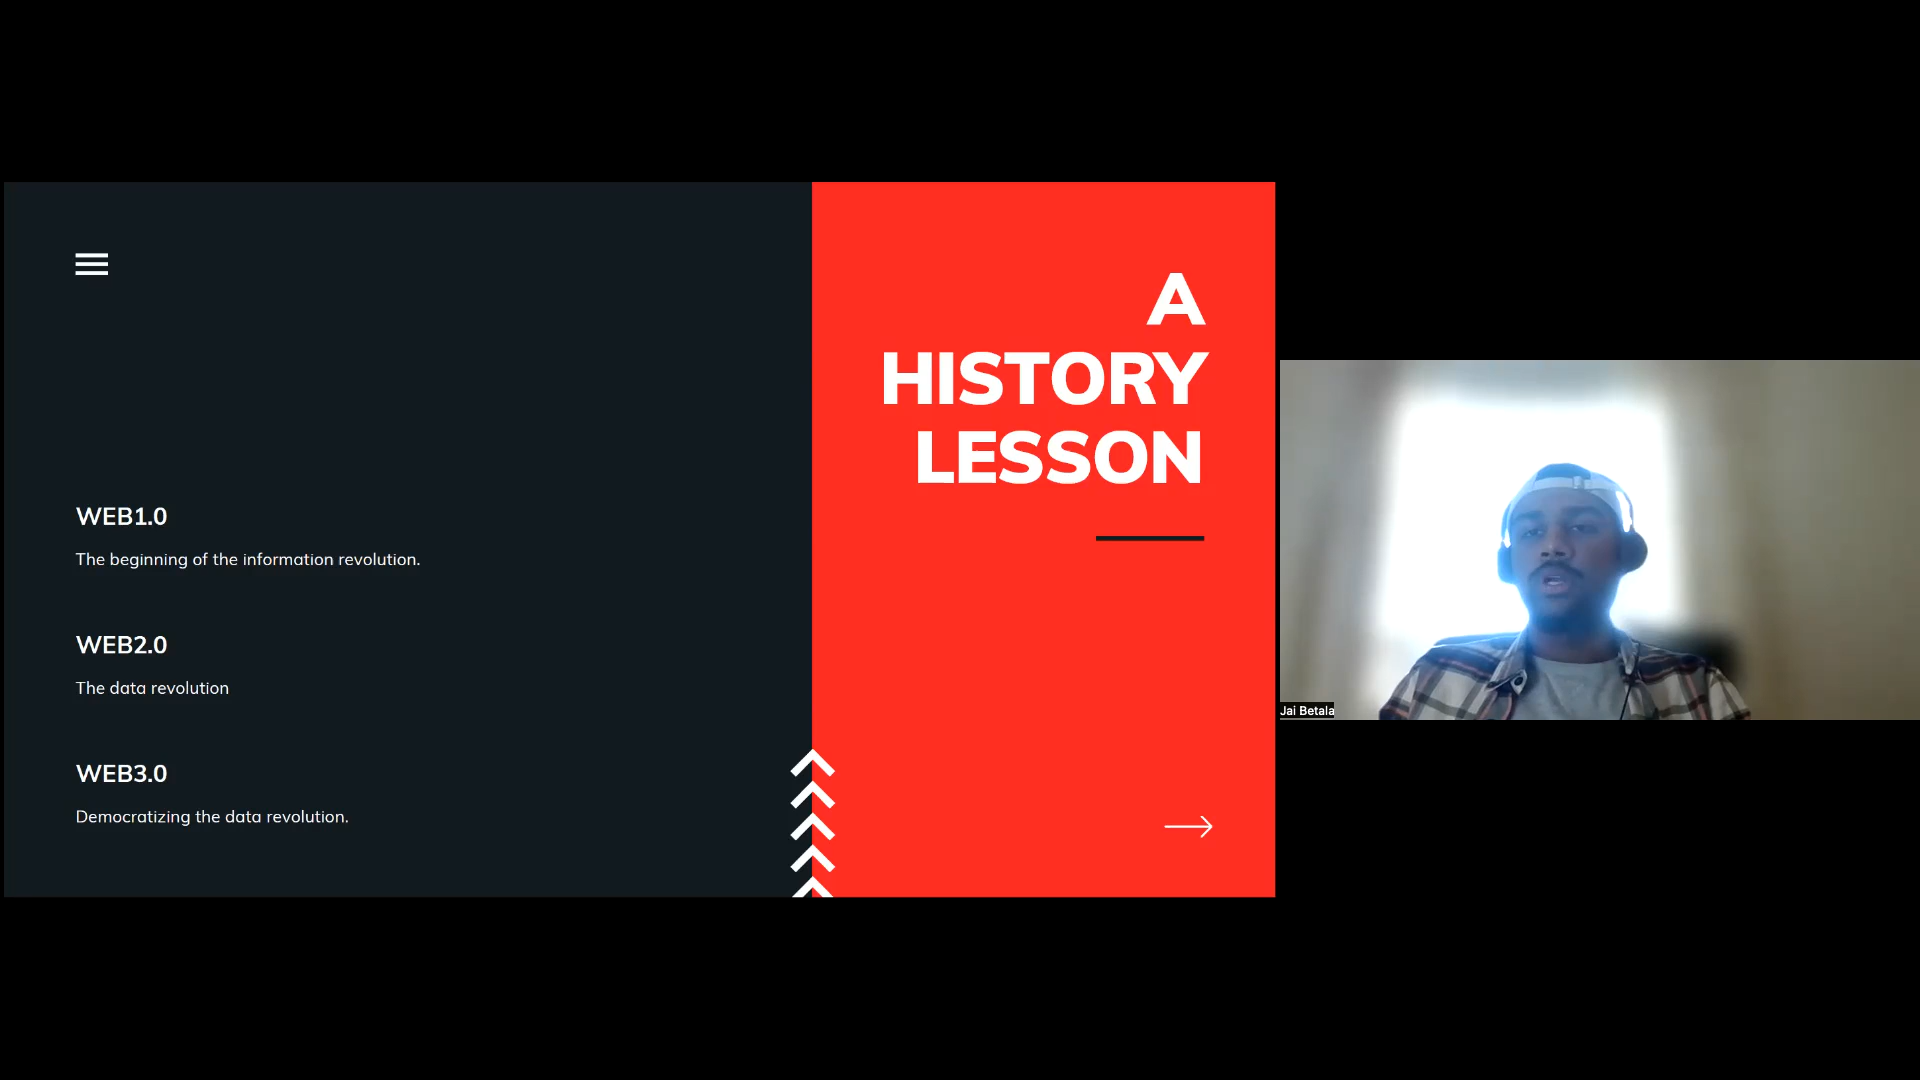 A
HISTORY
LESSON
WEB1.0
The beginning of the information revolution.
WEB2.0
The data revolution
WEB3.0
Democratizing the data revolution.
Jai Betala